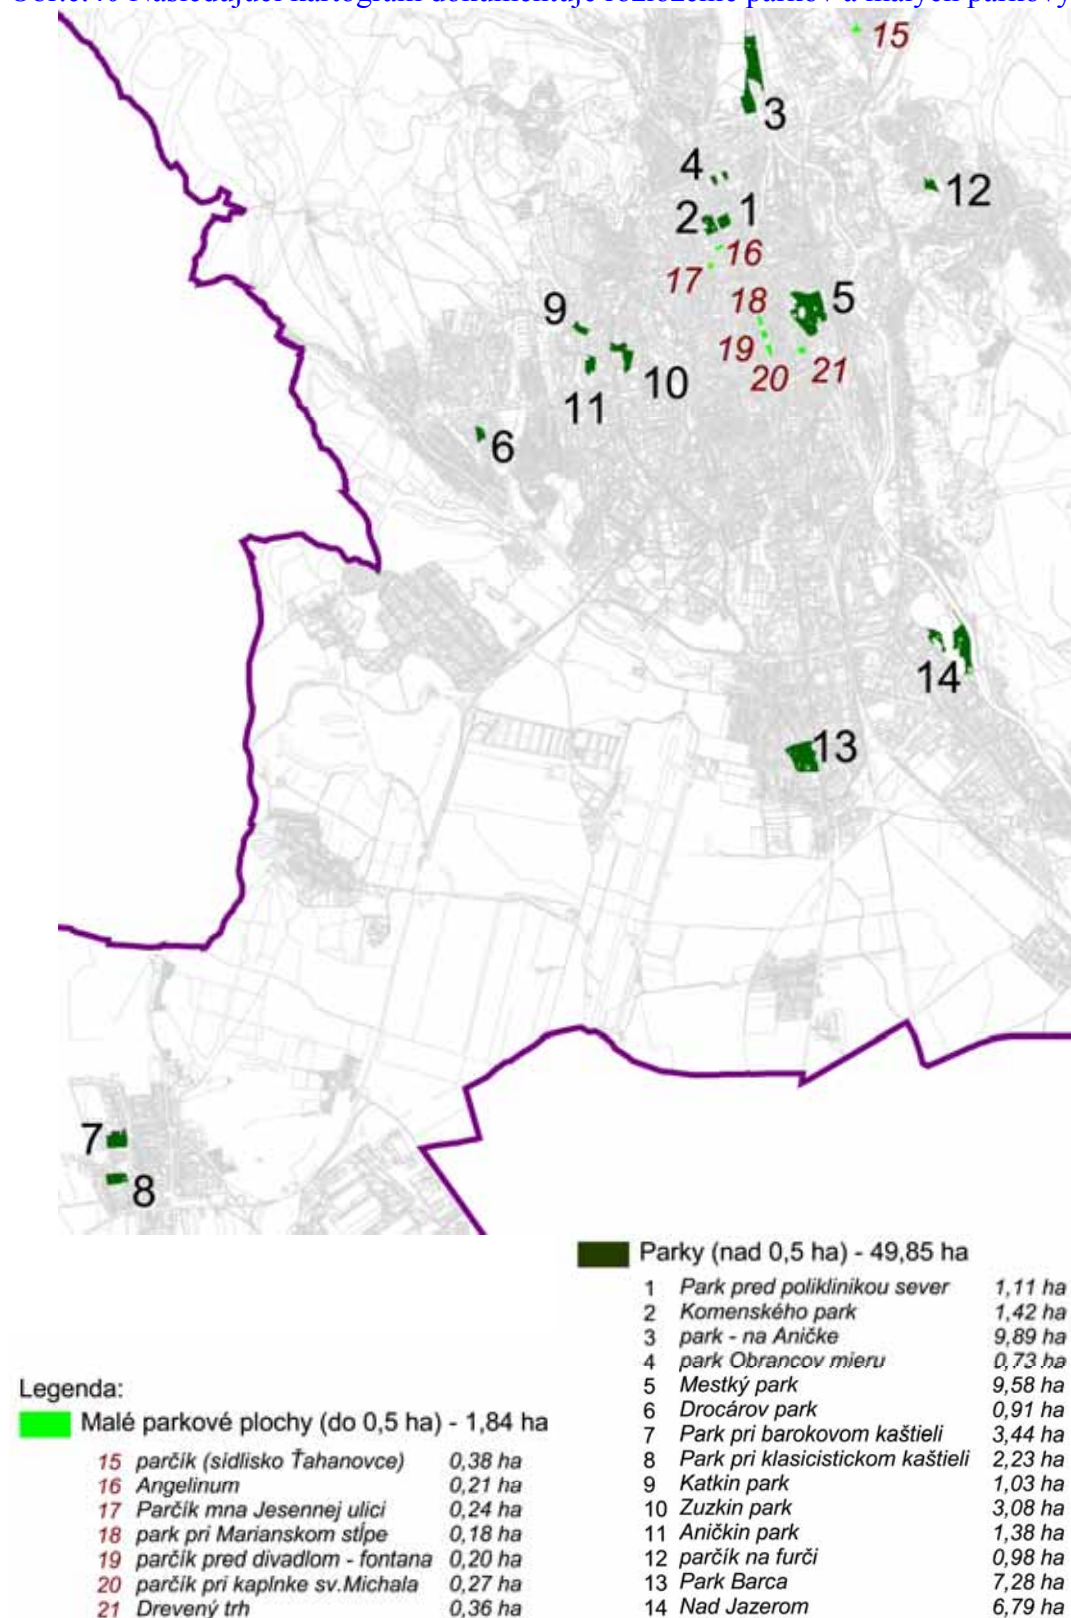 Obr.č.40 Nasledujúci kartogram dokumentuje rozloženie parkov a malých parkový
15
3
4
12
2
1
16
17
18
5
9
19
20
21
10
11
6
14
13
7
8
Parky (nad 0,5 ha) - 49,85 ha
1 Park pred poliklinikou sever 1,11 ha
2 Komenského park 1,42 ha
3 park - na Aničke 9,89 ha
4 park Obrancov mieru 0,73 ha
5 Mestký park 9,58 ha
6 Drocárov park 0,91 ha
7 Park pri barokovom kaštieli 3,44 ha
8 Park pri klasicistickom kaštieli 2,23 ha
9 Katkin park 1,03 ha
10 Zuzkin park 3,08 ha
11 Aničkin park 1,38 ha
12 parčík na furči 0,98 ha
13 Park Barca 7,28 ha
14 Nad Jazerom 6,79 ha
Legenda:
Malé parkové plochy (do 0,5 ha) - 1,84 ha
15 parčík (sídlisko Ťahanovce) 0,38 ha
16 Angelinum 0,21 ha
17 Parčík mna Jesennej ulici 0,24 ha
18 park pri Marianskom stĺpe 0,18 ha
19 parčík pred divadlom - fontana 0,20 ha
20 parčík pri kaplnke sv.Michala 0,27 ha
21 Drevený trh 0,36 ha